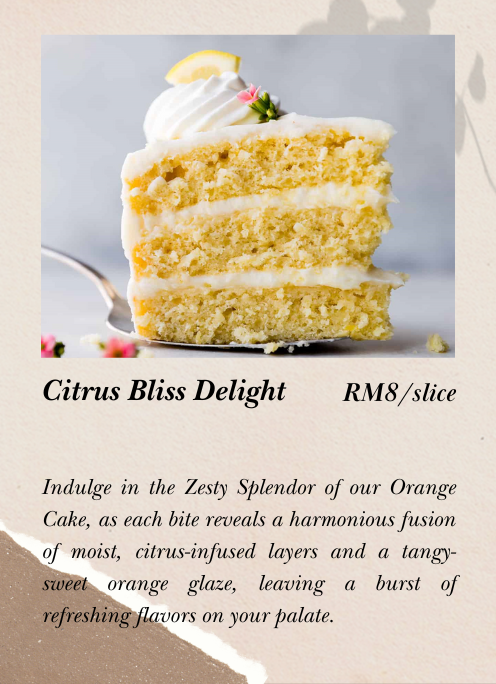 Citrus Bliss Delight RM8/slice
Indulge in the Zesty Splendor of our Orange
Cake, as each bite reveals a harmonious fusion
of moist, citrus-infused layers and a tangy-
sweet orange glaze, leaving a burst of
refreshing flavors on your palate.